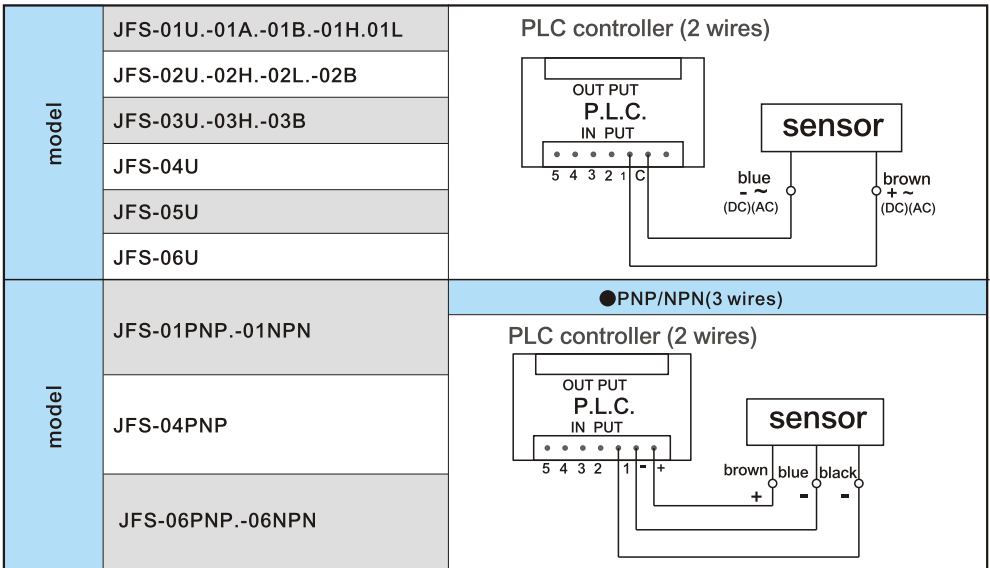 model
JFS-01U.-01A.-01B.-01H.01L
JFS-02U.-02H.-02L.-02B
JFS-03U.-03H.-03B
JFS-04U
JFS-05U
JFS-06U
PLC controller (2 wires)
OUT PUT
P.L.C.
IN PUT
5 4 3 2 1 C
sensor
blue
- ~
(DC)(AC)
brown
+ ~
(DC)(AC)
model
JFS-01PNP.-01NPN
JFS-04PNP
JFS-06PNP.-06NPN
●PNP/NPN(3 wires)
PLC controller (2 wires)
OUT PUT
P.L.C.
IN PUT
5 4 3 2 1 - +
sensor
brown blue black
+ - -